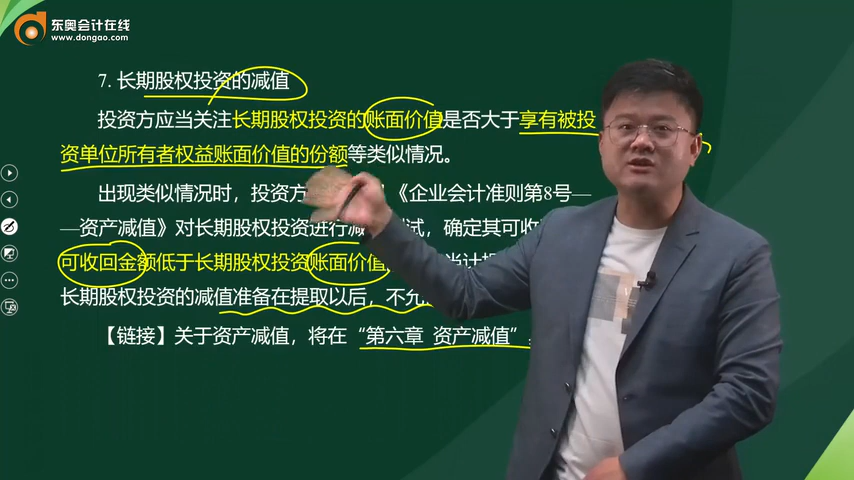 东奥会计在线
www.dongao.com
7. 长期股权投资的减值
投资方应当关注长期股权投资的账面价值是否大于享有被投
资单位所有者权益账面价值的份额等类似情况。
出现类似情况时，投资方 《企业会计准则第8号—
—资产减值》对长期股权投资进行减 试，确定其可收
可收回金额低于长期股权投资账面价值
长期股权投资的减值准备在提取以后，不允
【链接】关于资产减值，将在“第六章 资产减值”